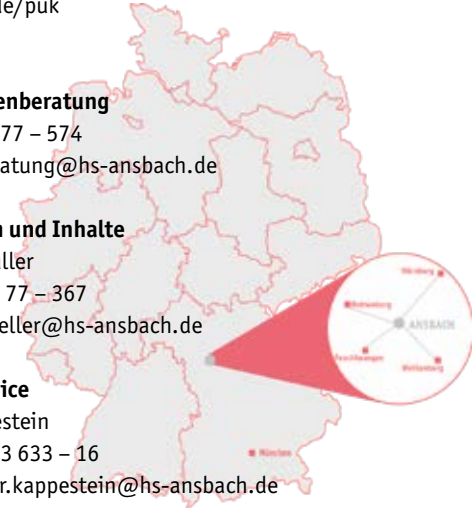 de/puk
enberatung
77 – 574
atung@hs-ansbach.de
n und Inhalte
ller
77 – 367
eller@hs-ansbach.de
Nürnberg
Rothenburg
ANSBACH
Feuchtwangen
Weißenburg
ice
estein
3 633 – 16
München
r.kappestein@hs-ansbach.de